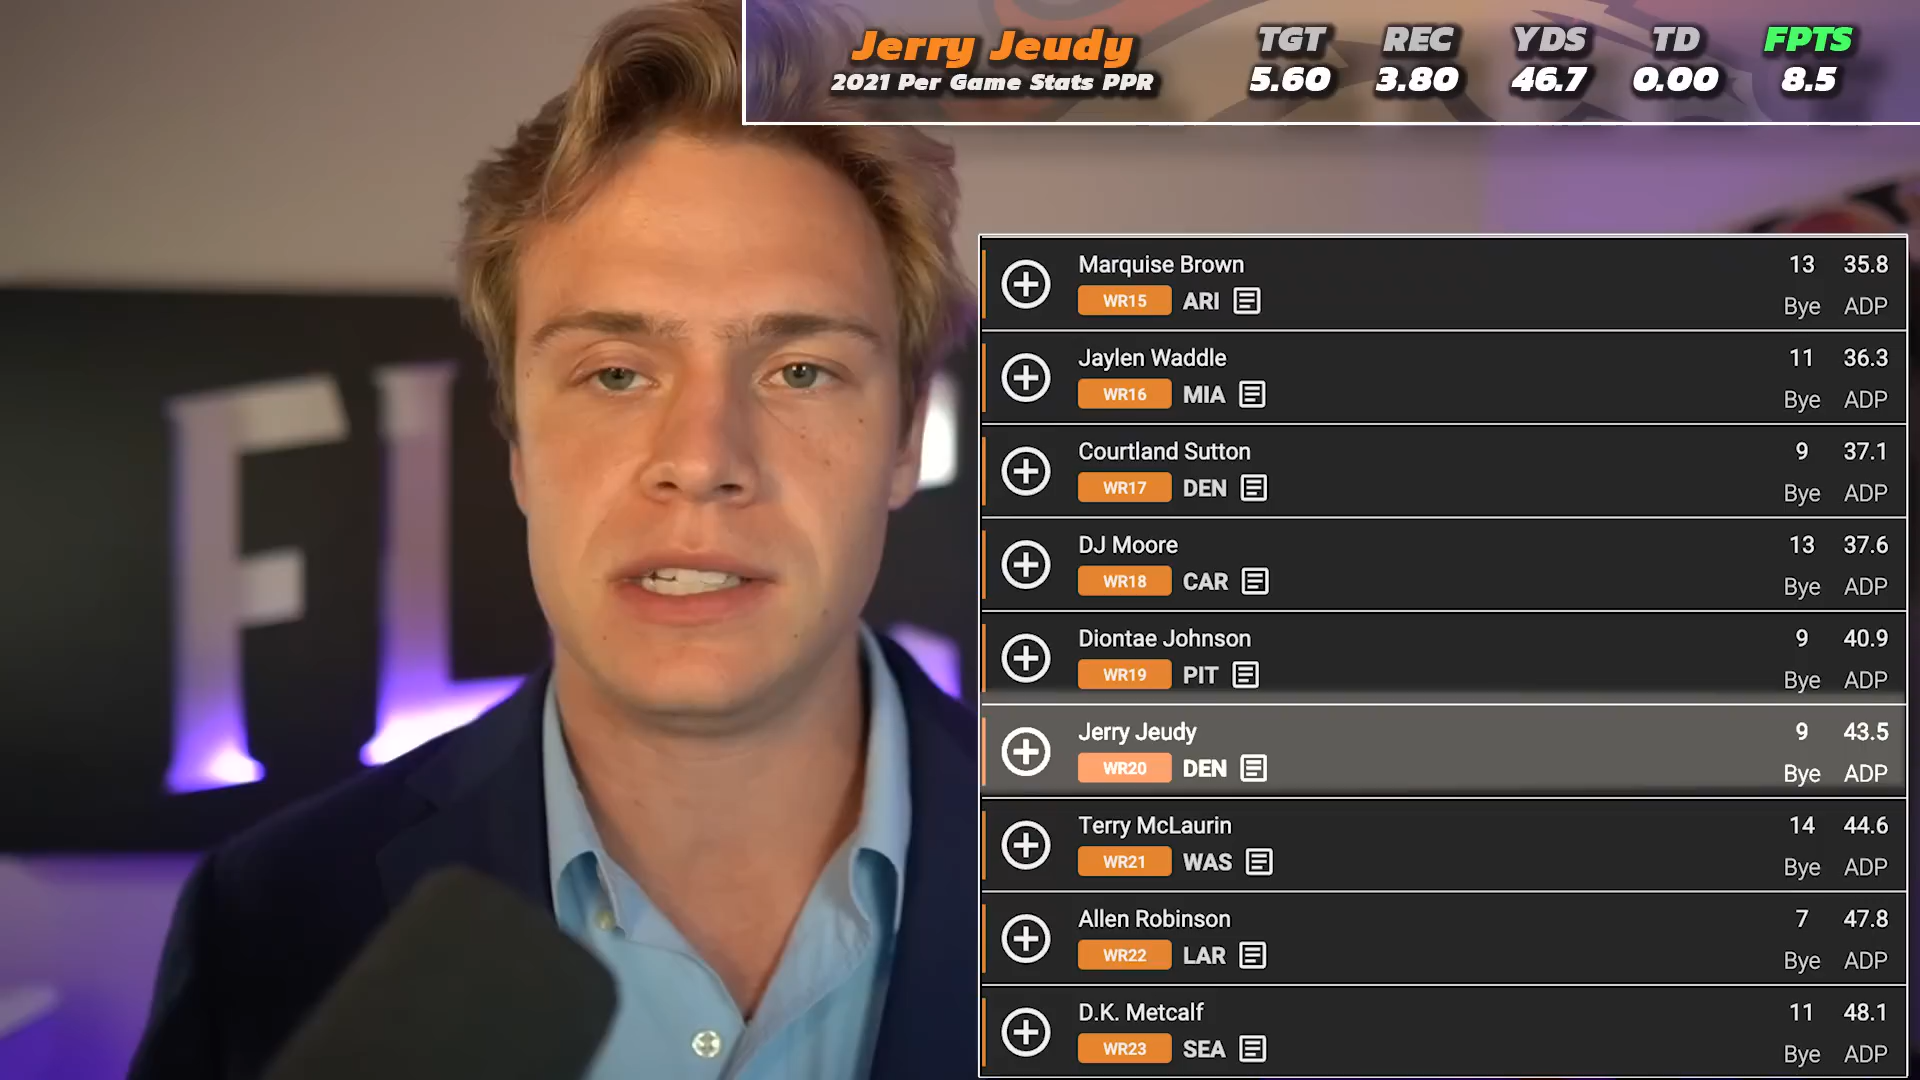 Jerry Jeudy
2021 Per Game Stats PPR
TGT REC YDS TD FPTS
5.60 3.80 46.7 0.00 8.5
FL
Marquise Brown 13 35.8
WR15 ARI Bye ADP
Jaylen Waddle 11 36.3
WR16 MIA Bye ADP
Courtland Sutton 9 37.1
WR17 DEN Bye ADP
DJ Moore 13 37.6
WR18 CAR Bye ADP
Diontae Johnson 9 40.9
WR19 PIT Bye ADP
Jerry Jeudy 9 43.5
WR20 DEN Bye ADP
Terry McLaurin 14 44.6
WR21 WAS Bye ADP
Allen Robinson 7 47.8
WR22 LAR Bye ADP
D.K. Metcalf 11 48.1
WR23 SEA Bye ADP